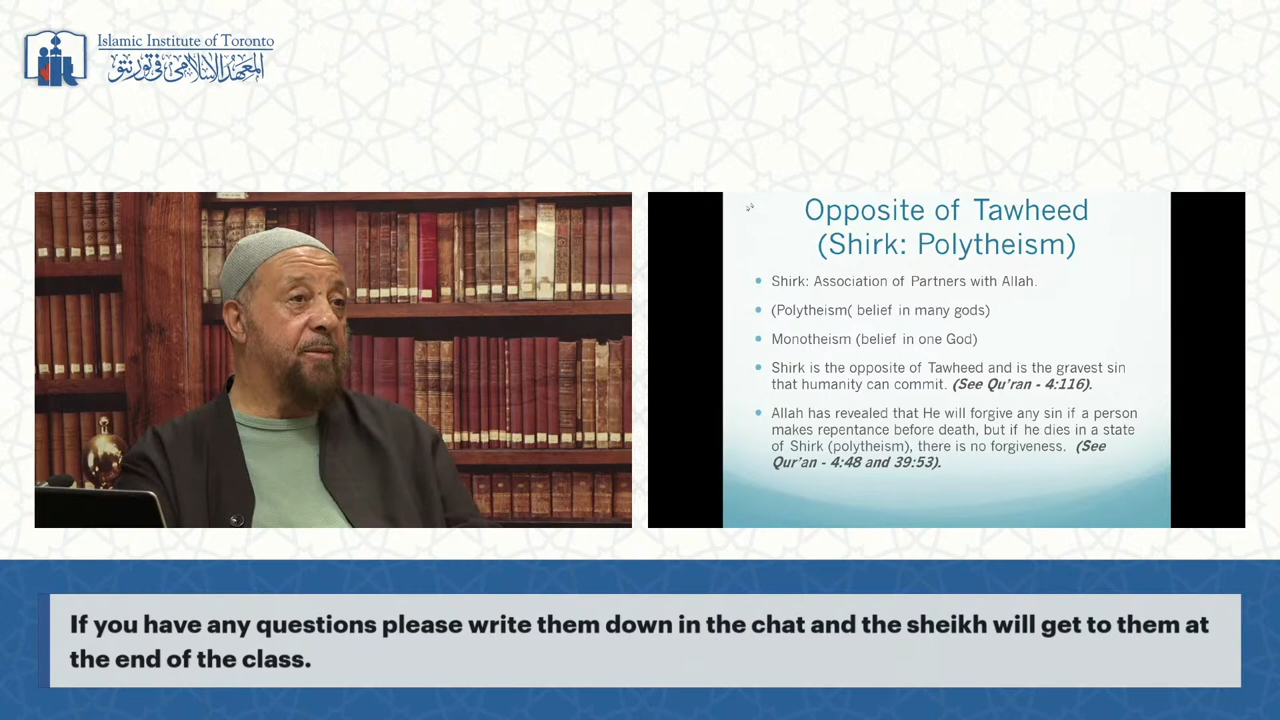 Islamic Institute of Toronto
المعهد الإسلامي في تورنتو
Opposite of Tawheed
(Shirk: Polytheism)
• Shirk: Association of Partners with Allah.
• (Polytheism( belief in many gods)
• Monotheism (belief in one God)
• Shirk is the opposite of Tawheed and is the gravest sin
that humanity can commit. (See Qu'ran - 4:116).
• Allah has revealed that He will forgive any sin if a person
makes repentance before death, but if he dies in a state
of Shirk (polytheism), there is no forgiveness. (See
Qur'an - 4:48 and 39:53).
If you have any questions please write them down in the chat and the sheikh will get to them at
the end of the class.